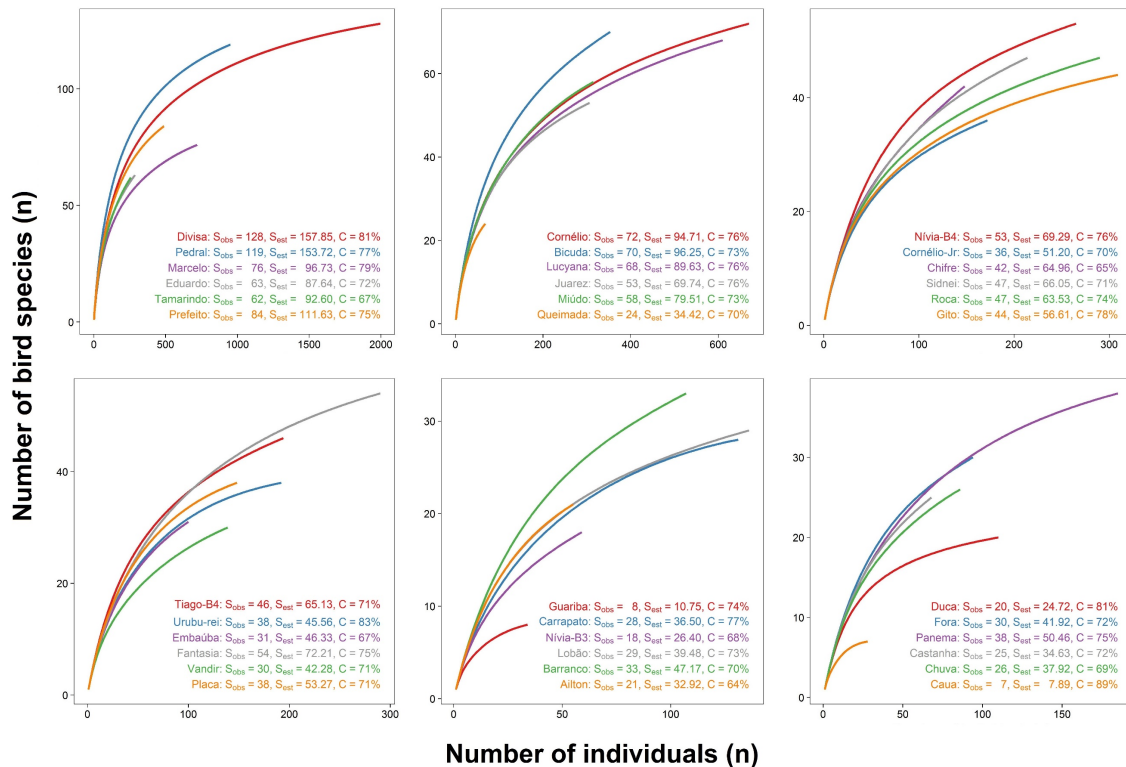 Number of bird species (n)
100
50
0
0 500 1000 1500 2000
Divisa: Sobs = 128, Sest = 157.85, C = 81%
Pedral: Sobs = 119, Sest = 153.72, C = 77%
Marcelo: Sobs = 76, Sest = 96.73, C = 79%
Eduardo: Sobs = 63, Sest = 87.64, C = 72%
Tamarindo: Sobs = 62, Sest = 92.60, C = 67%
Prefeito: Sobs = 84, Sest = 111.63, C = 75%
60
40
20
0
0 200 400 600
Cornélio: Sobs = 72, Sest = 94.71, C = 76%
Bicuda: Sobs = 70, Sest = 96.25, C = 73%
Lucyana: Sobs = 68, Sest = 89.63, C = 76%
Juarez: Sobs = 53, Sest = 69.74, C = 76%
Miúdo: Sobs = 58, Sest = 79.51, C = 73%
Queimada: Sobs = 24, Sest = 34.42, C = 70%
40
20
0
0 100 200 300
Nívia-B4: Sobs = 53, Sest = 69.29, C = 76%
Cornélio-Jr: Sobs = 36, Sest = 51.20, C = 70%
Chifre: Sobs = 42, Sest = 64.96, C = 65%
Sidnei: Sobs = 47, Sest = 66.05, C = 71%
Roca: Sobs = 47, Sest = 63.53, C = 74%
Gito: Sobs = 44, Sest = 56.61, C = 78%
40
20
0
0 100 200 300
Tiago-B4: Sobs = 46, Sest = 65.13, C = 71%
Urubu-rei: Sobs = 38, Sest = 45.56, C = 83%
Embaúba: Sobs = 31, Sest = 46.33, C = 67%
Fantasia: Sobs = 54, Sest = 72.21, C = 75%
Vandir: Sobs = 30, Sest = 42.28, C = 71%
Placa: Sobs = 38, Sest = 53.27, C = 71%
30
20
10
0
0 50 100
Guariba: Sobs = 8, Sest = 10.75, C = 74%
Carrapato: Sobs = 28, Sest = 36.50, C = 77%
Nívia-B3: Sobs = 18, Sest = 26.40, C = 68%
Lobão: Sobs = 29, Sest = 39.48, C = 73%
Barranco: Sobs = 33, Sest = 47.17, C = 70%
Ailton: Sobs = 21, Sest = 32.92, C = 64%
30
20
10
0
0 50 100 150
Duca: Sobs = 20, Sest = 24.72, C = 81%
Fora: Sobs = 30, Sest = 41.92, C = 72%
Panema: Sobs = 38, Sest = 50.46, C = 75%
Castanha: Sobs = 25, Sest = 34.63, C = 72%
Chuva: Sobs = 26, Sest = 37.92, C = 69%
Caua: Sobs = 7, Sest = 7.89, C = 89%
Number of individuals (n)